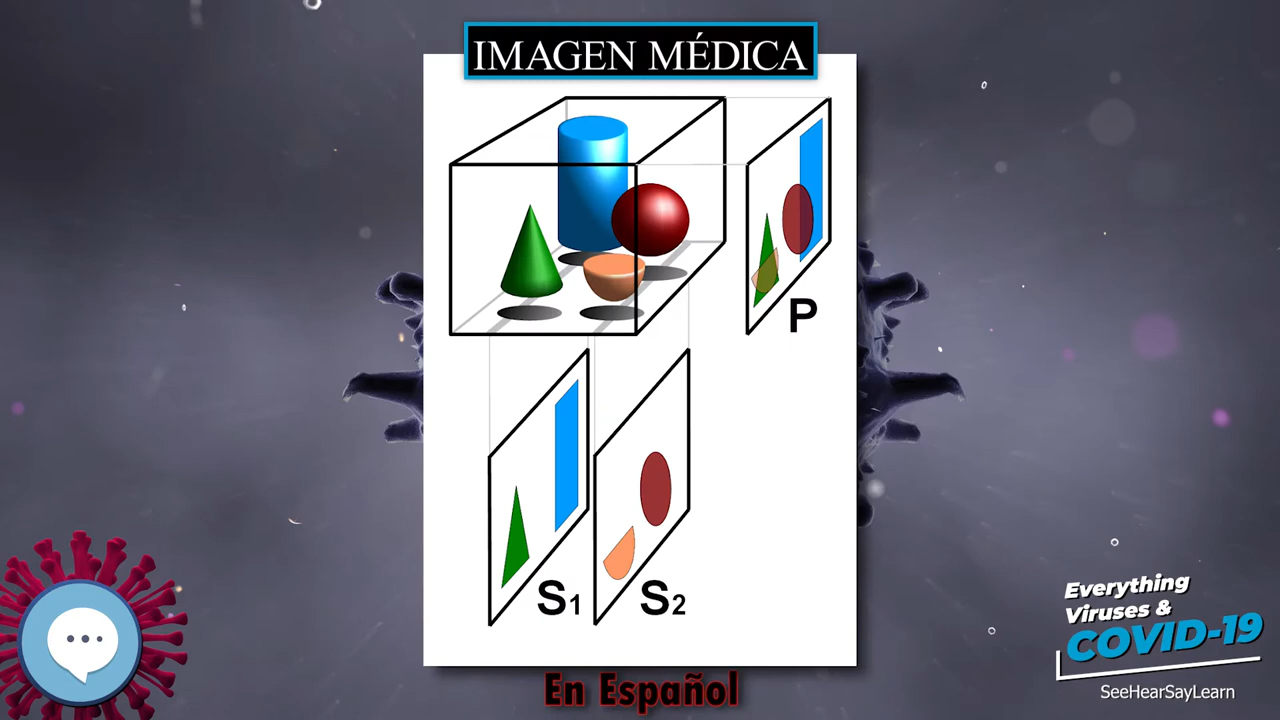 IMAGEN MÉDICA
P
S1
S2
En Español
Everything
Viruses &
COVID-19
SeeHearSayLearn